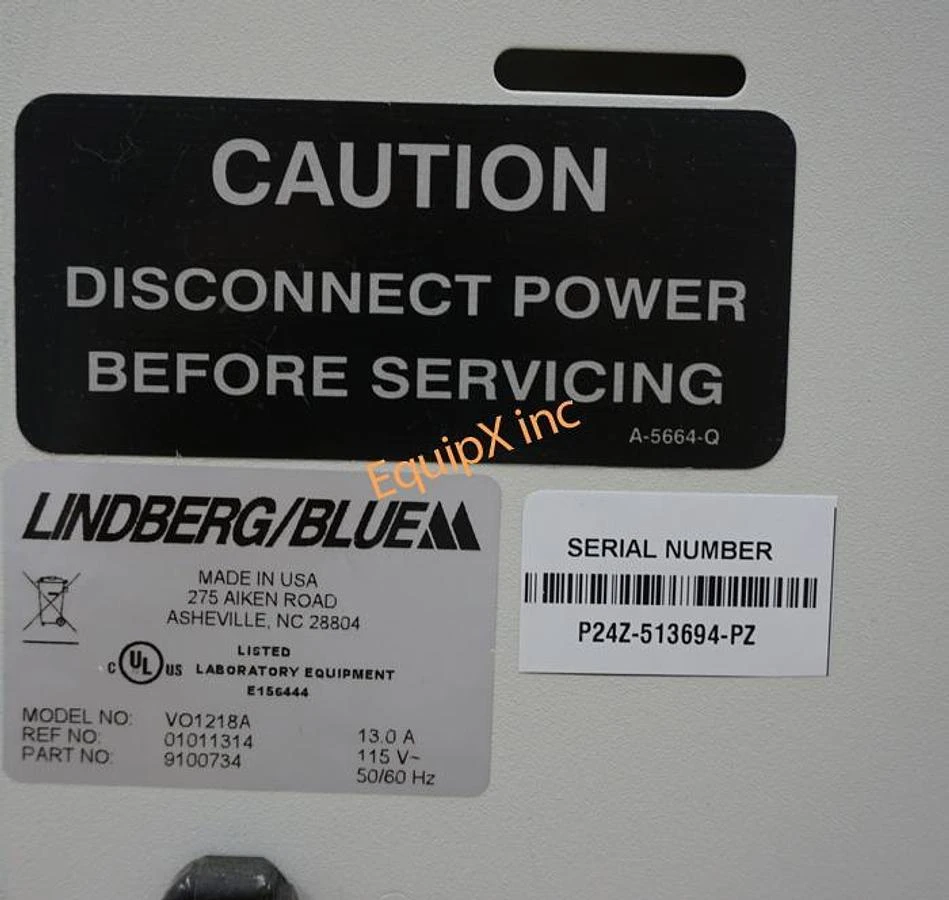 CAUTION
DISCONNECT POWER
BEFORE SERVICING
A-5664-Q
EquipX inc
LINDBERG/BLUE M
MADE IN USA
275 AIKEN ROAD
ASHEVILLE, NC 28804
LISTED
C UL US LABORATORY EQUIPMENT
E156444
MODEL NO: VO1218A
REF NO: 01011314 13.0 A
PART NO: 9100734 115 V~
50/60 Hz
SERIAL NUMBER
P24Z-513694-PZ